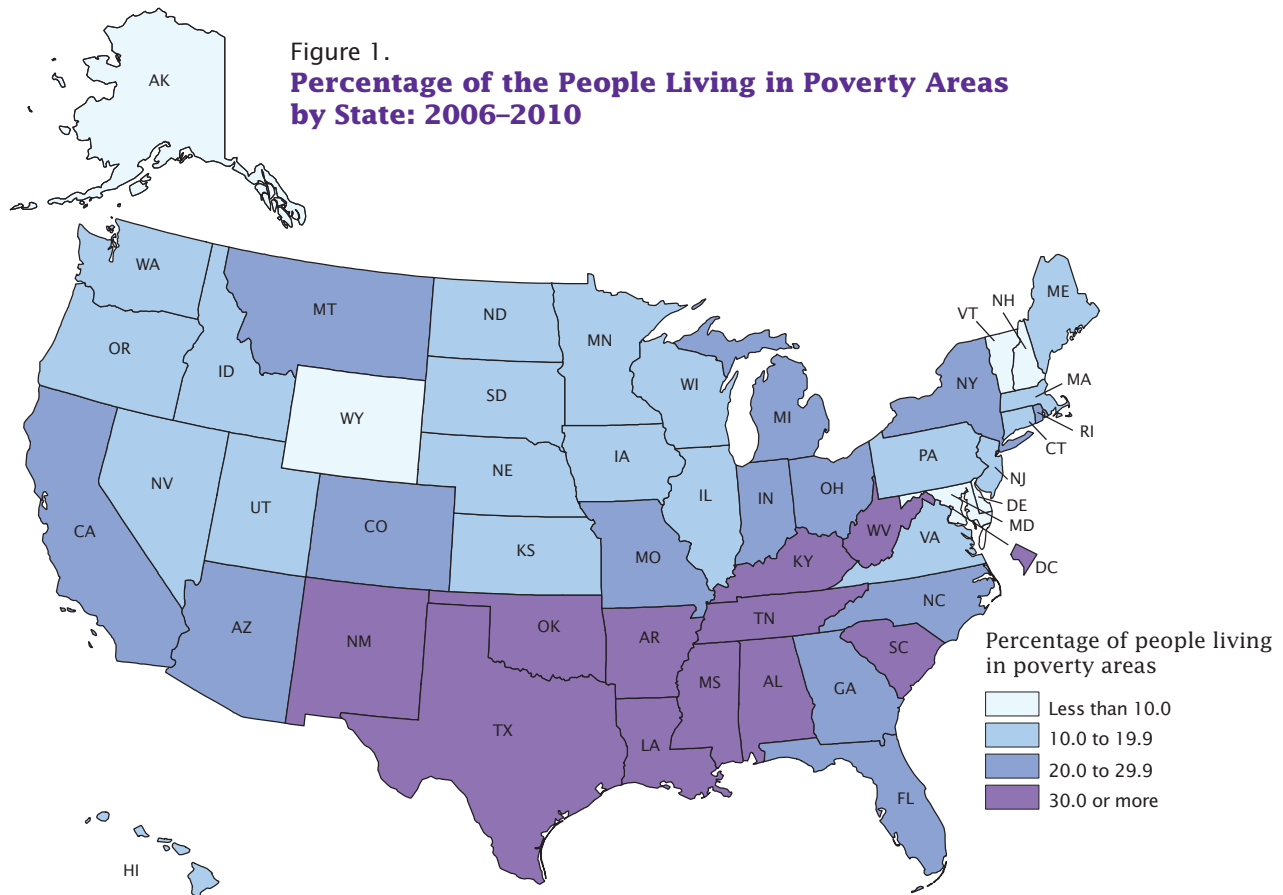 Figure 1.
Percentage of the People Living in Poverty Areas
by State: 2006–2010
AK
WA
MT
ND
MN
VT
NH
ME
OR
ID
WY
SD
WI
MI
NY
MA
RI
CT
NV
UT
CO
NE
IA
IL
IN
OH
PA
NJ
DE
MD
DC
CA
KS
MO
KY
WV
VA
AZ
NM
OK
AR
TN
NC
SC
TX
LA
MS
AL
GA
FL
HI
Percentage of people living
in poverty areas
Less than 10.0
10.0 to 19.9
20.0 to 29.9
30.0 or more